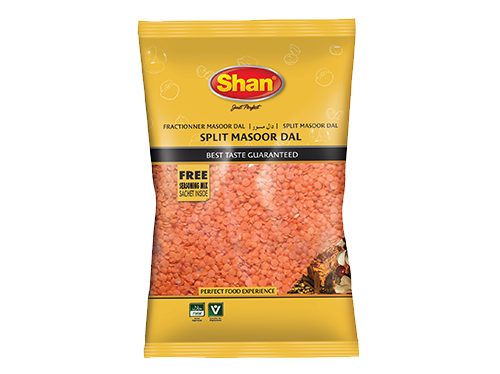 Shan
Just Perfect
FRACTIONNER MASOOR DAL | دال مسور | SPLIT MASOOR DAL
SPLIT MASOOR DAL
BEST TASTE GUARANTEED
FREE
SEASONING MIX
SACHET INSIDE
PERFECT FOOD EXPERIENCE